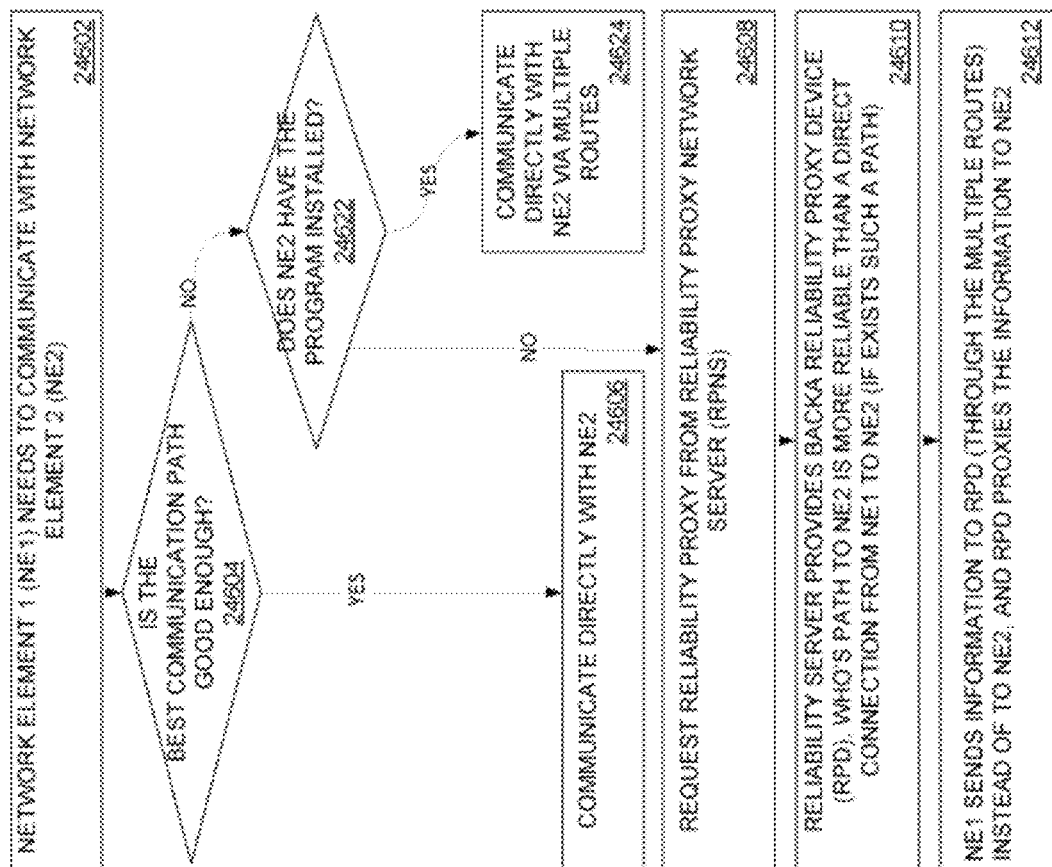 NETWORK ELEMENT 1 (NE1) NEEDS TO COMMUNICATE WITH NETWORK
ELEMENT 2 (NE2)
24602
IS THE
BEST COMMUNICATION PATH
GOOD ENOUGH?
24604
NO
DOES NE2 HAVE THE
PROGRAM INSTALLED?
24632
YES
COMMUNICATE
DIRECTLY WITH
NE2 VIA MULTIPLE
ROUTES
24624
YES
NO
COMMUNICATE DIRECTLY WITH NE2
24606
REQUEST RELIABILITY PROXY FROM RELIABILITY PROXY NETWORK
SERVER (RPNS)
24608
RELIABILITY SERVER PROVIDES BACKA RELIABILITY PROXY DEVICE
(RPD), WHO'S PATH TO NE2 IS MORE RELIABLE THAN A DIRECT
CONNECTION FROM NE1 TO NE2 (IF EXISTS SUCH A PATH)
24610
NE1 SENDS INFORMATION TO RPD (THROUGH THE MULTIPLE ROUTES)
INSTEAD OF TO NE2, AND RPD PROXIES THE INFORMATION TO NE2
24612